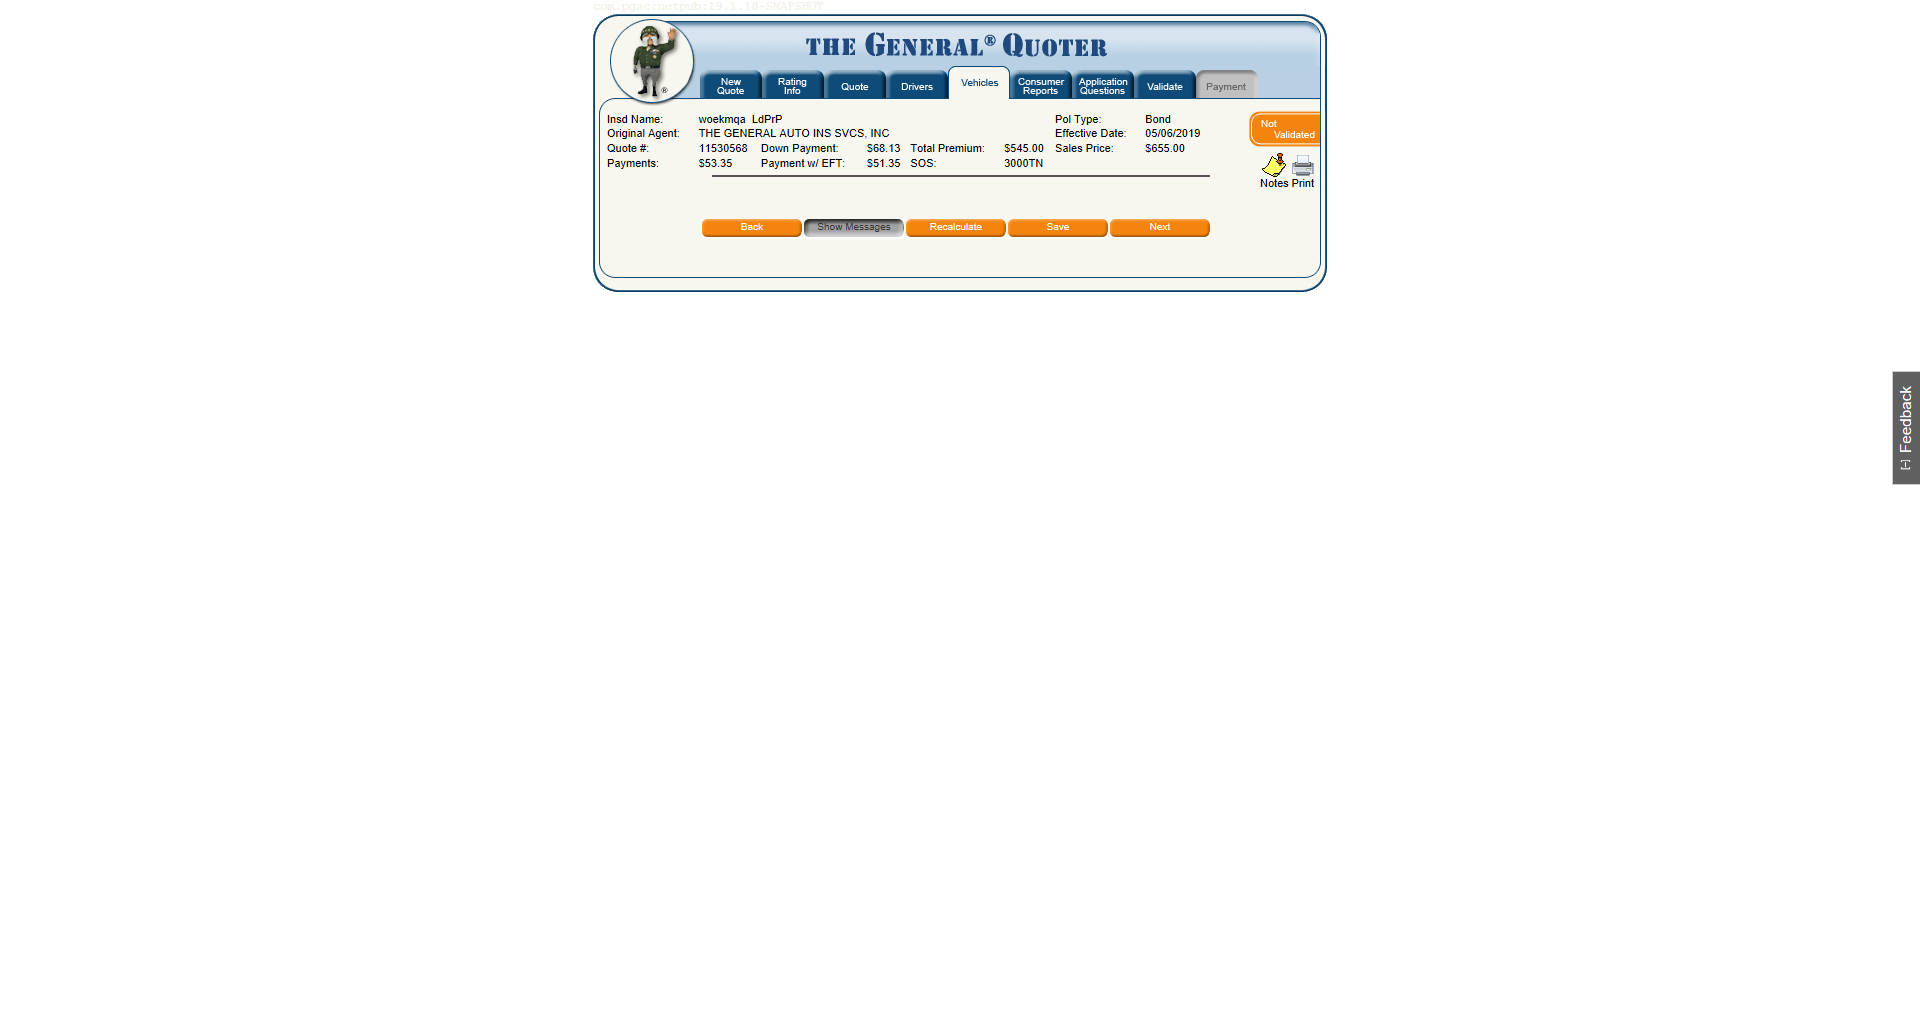 com.pgac:netpub:19.1.18-SNAPSHOT
THE GENERAL® QUOTER
New Quote
Rating Info
Quote
Drivers
Vehicles
Consumer Reports
Application Questions
Validate
Payment
®
Insd Name: woekmqa LdPrP Pol Type: Bond
Original Agent: THE GENERAL AUTO INS SVCS, INC Effective Date: 05/06/2019
Quote #: 11530568 Down Payment: $68.13 Total Premium: $545.00 Sales Price: $655.00
Payments: $53.35 Payment w/ EFT: $51.35 SOS: 3000TN
Not
Validated
Notes Print
Back Show Messages Recalculate Save Next
[-] Feedback